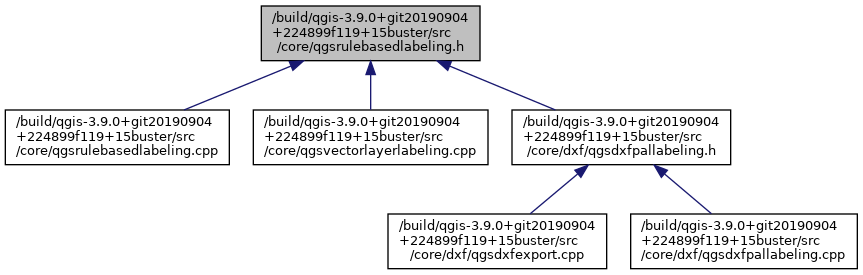 /build/qgis-3.9.0+git20190904
+224899f119+15buster/src
/core/qgsrulebasedlabeling.h
/build/qgis-3.9.0+git20190904
+224899f119+15buster/src
/core/qgsrulebasedlabeling.cpp
/build/qgis-3.9.0+git20190904
+224899f119+15buster/src
/core/qgsvectorlayerlabeling.cpp
/build/qgis-3.9.0+git20190904
+224899f119+15buster/src
/core/dxf/qgsdxfpallabeling.h
/build/qgis-3.9.0+git20190904
+224899f119+15buster/src
/core/dxf/qgsdxfexport.cpp
/build/qgis-3.9.0+git20190904
+224899f119+15buster/src
/core/dxf/qgsdxfpallabeling.cpp